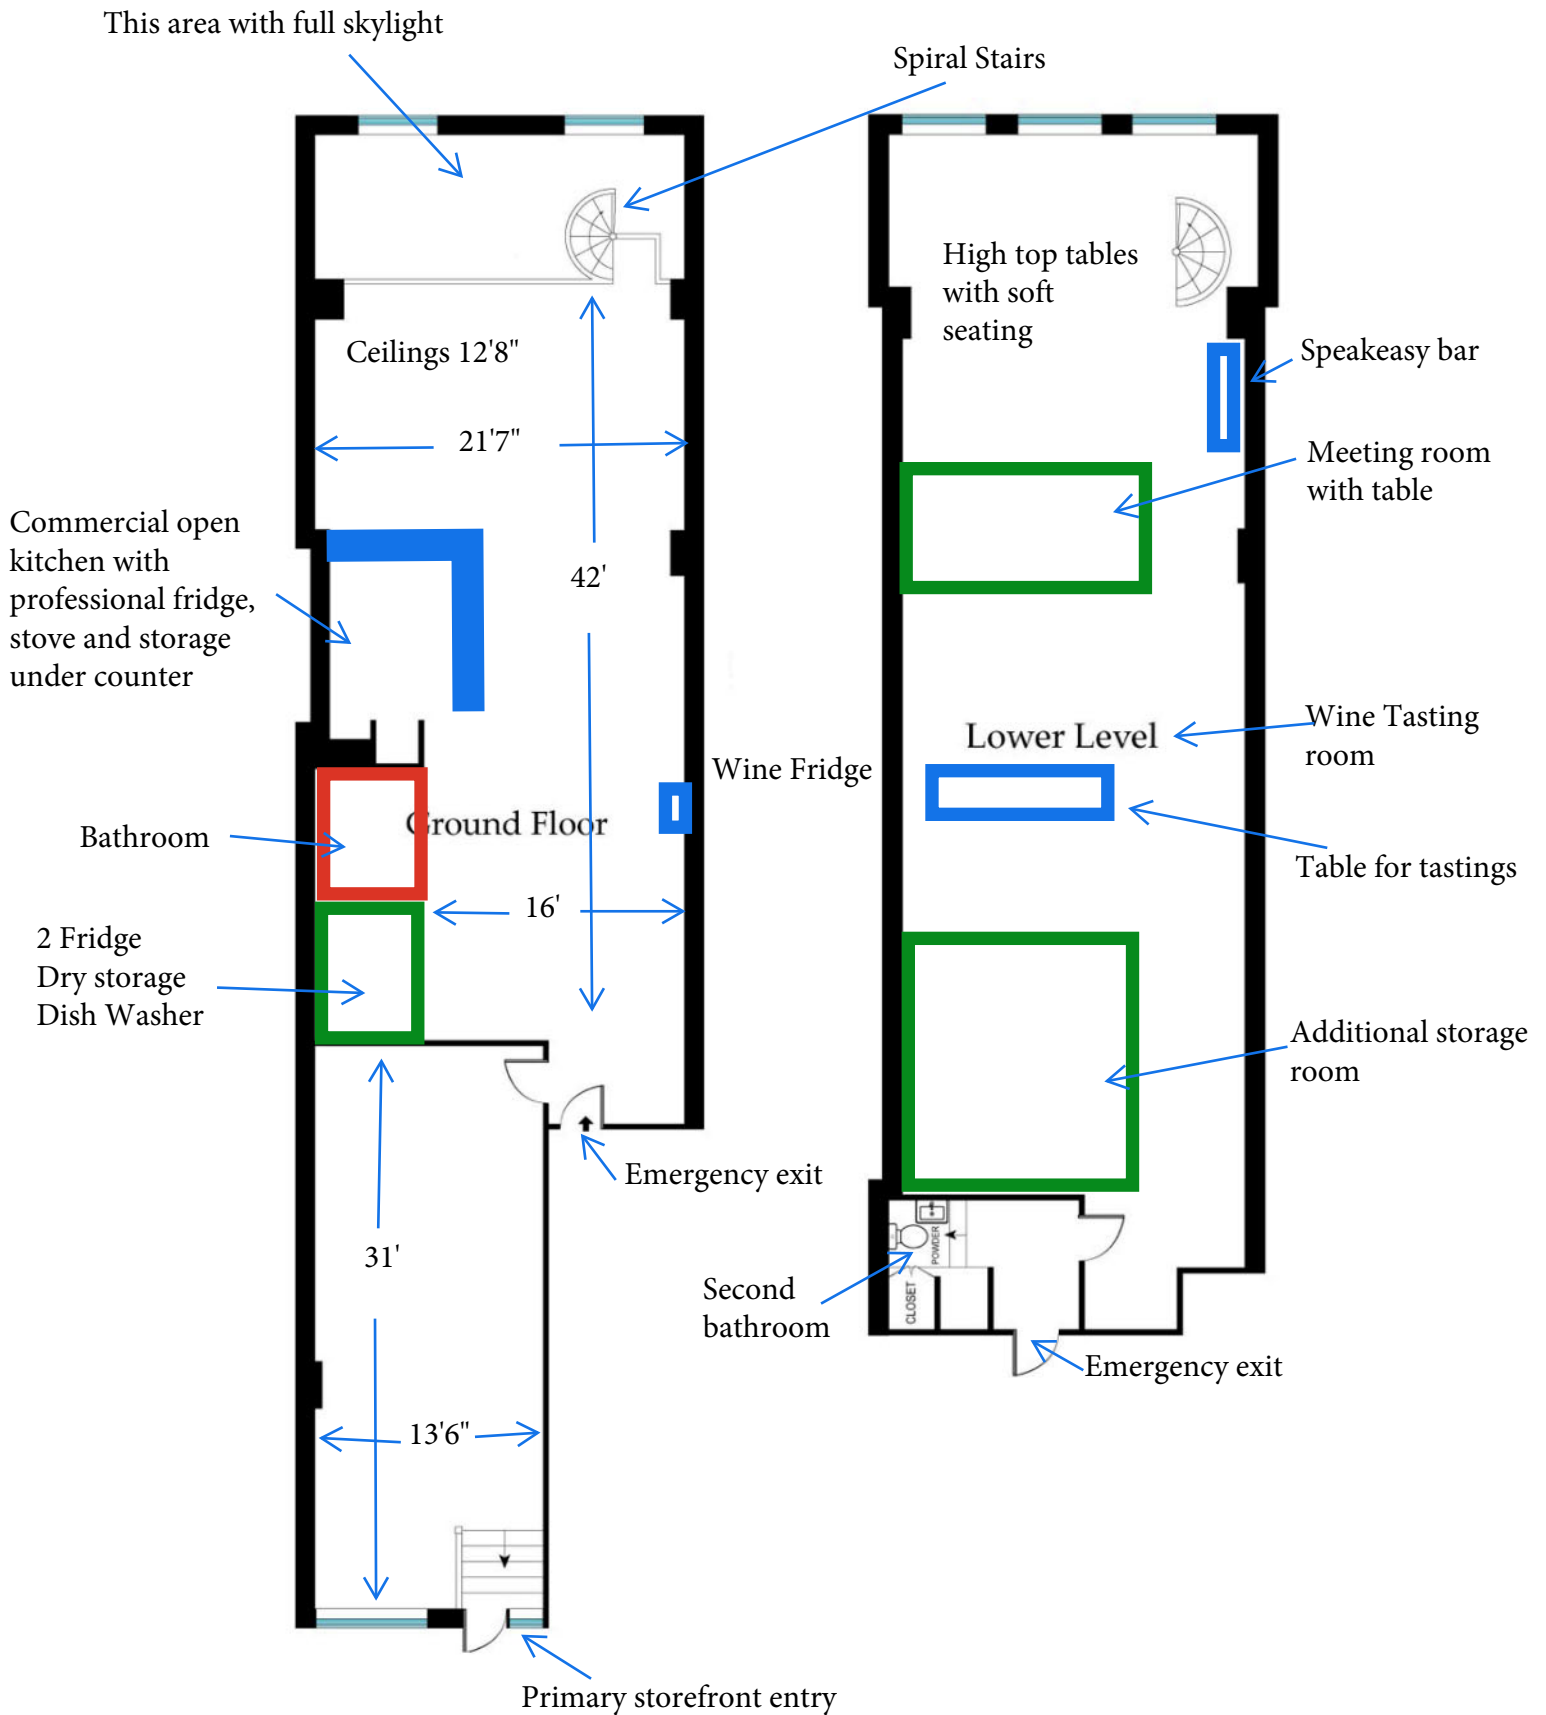 This area with full skylight
Spiral Stairs
High top tables
with soft
seating
Ceilings 12'8"
Speakeasy bar
21'7"
Meeting room
with table
Commercial open
kitchen with
professional fridge,
stove and storage
under counter
42'
Wine Tasting
room
Lower Level
Wine Fridge
Ground Floor
Bathroom
Table for tastings
16'
2 Fridge
Dry storage
Dish Washer
Additional storage
room
Emergency exit
31'
POWDER
CLOSET
Second
bathroom
Emergency exit
13'6"
Primary storefront entry